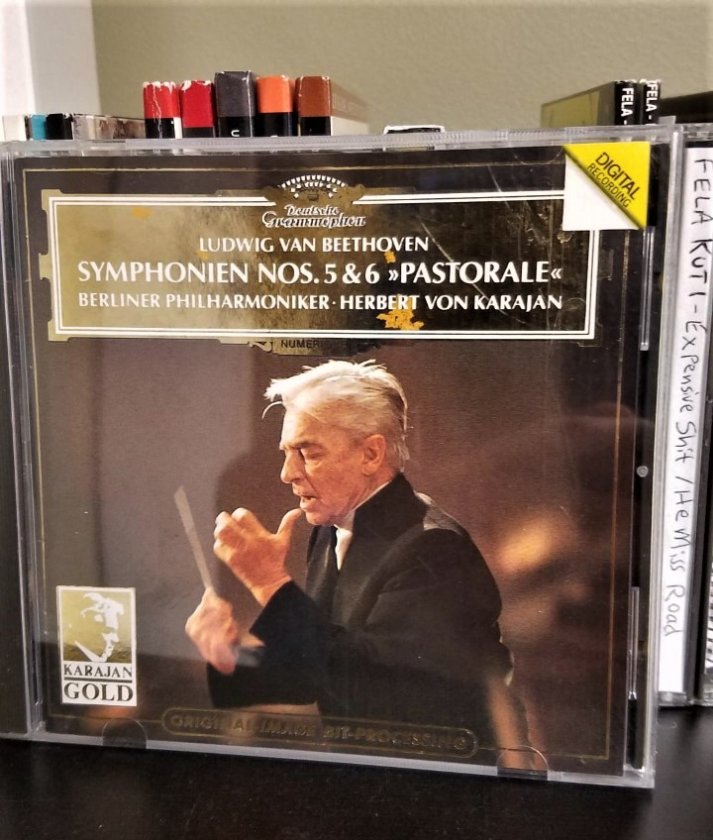 Deutsche
Grammophon
LUDWIG VAN BEETHOVEN
SYMPHONIEN NOS. 5 & 6 »PASTORALE«
BERLINER PHILHARMONIKER · HERBERT VON KARAJAN
DIGITAL
RECORDING
KARAJAN
GOLD
ORIGINAL-IMAGE BIT-PROCESSING
FELA -
FELA -
FELA KUTI - Expensive Shit / He Miss Road